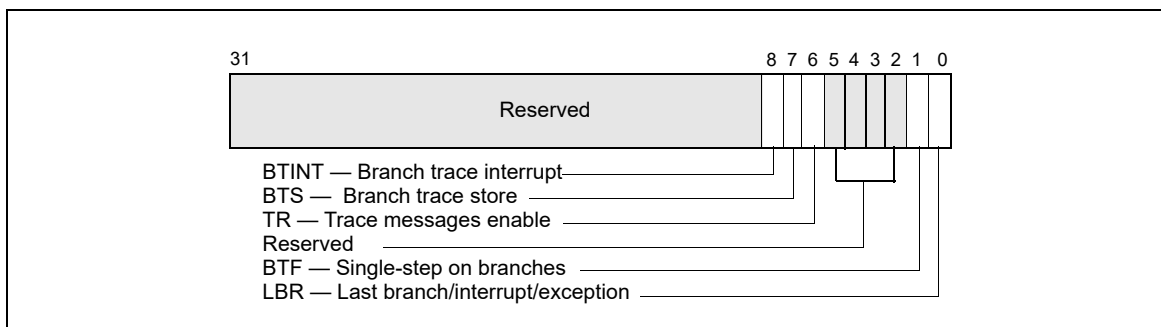 31 8 7 6 5 4 3 2 1 0
Reserved
BTINT — Branch trace interrupt
BTS — Branch trace store
TR — Trace messages enable
Reserved
BTF — Single-step on branches
LBR — Last branch/interrupt/exception